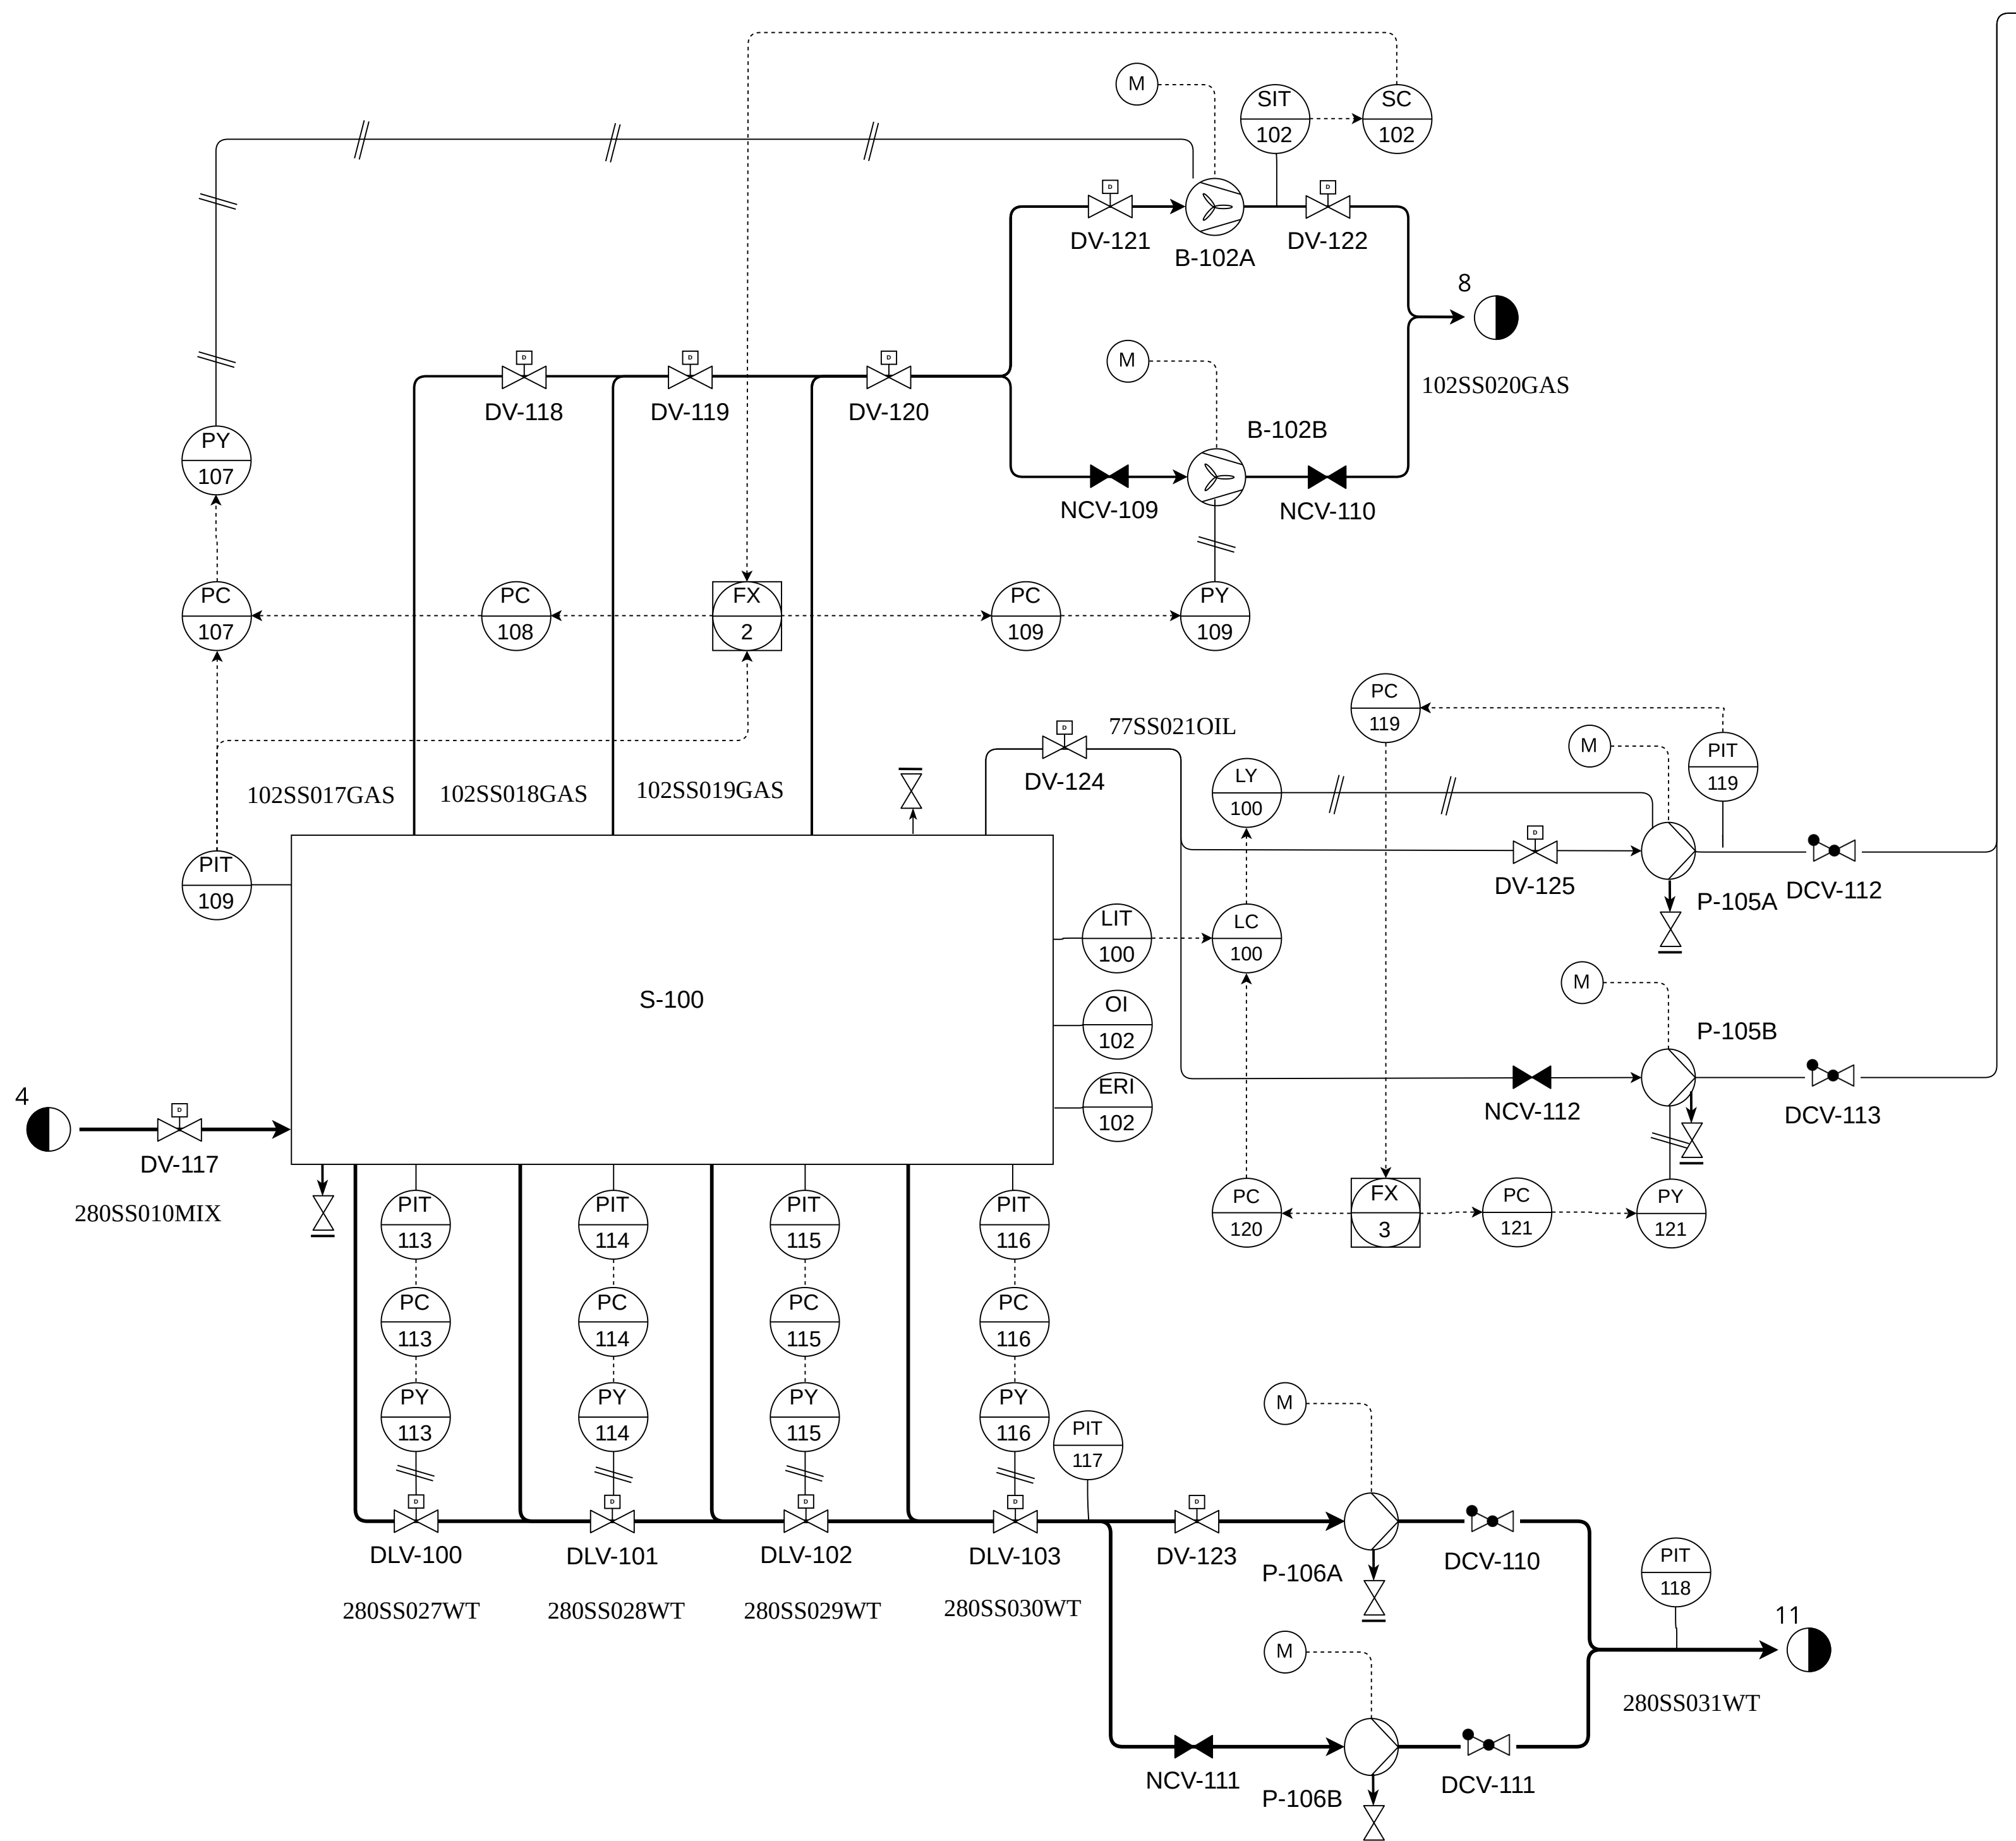 M
SIT
102
SC
102
D
D
DV-121
B-102A
DV-122
8
M
102SS020GAS
D
D
D
DV-118
DV-119
DV-120
B-102B
PY
107
NCV-109
NCV-110
PC
107
PC
108
FX
2
PC
109
PY
109
PC
119
D
77SS021OIL
M
PIT
119
DV-124
LY
100
102SS017GAS
102SS018GAS
102SS019GAS
D
PIT
109
DV-125
P-105A
DCV-112
LIT
100
LC
100
S-100
OI
102
M
P-105B
4
D
ERI
102
NCV-112
DCV-113
DV-117
280SS010MIX
PIT
113
PIT
114
PIT
115
PIT
116
PC
120
FX
3
PC
121
PY
121
PC
113
PC
114
PC
115
PC
116
PY
113
PY
114
PY
115
PY
116
PIT
117
M
D
D
D
D
D
DLV-100
DLV-101
DLV-102
DLV-103
DV-123
P-106A
DCV-110
PIT
118
280SS027WT
280SS028WT
280SS029WT
280SS030WT
11
M
280SS031WT
NCV-111
P-106B
DCV-111